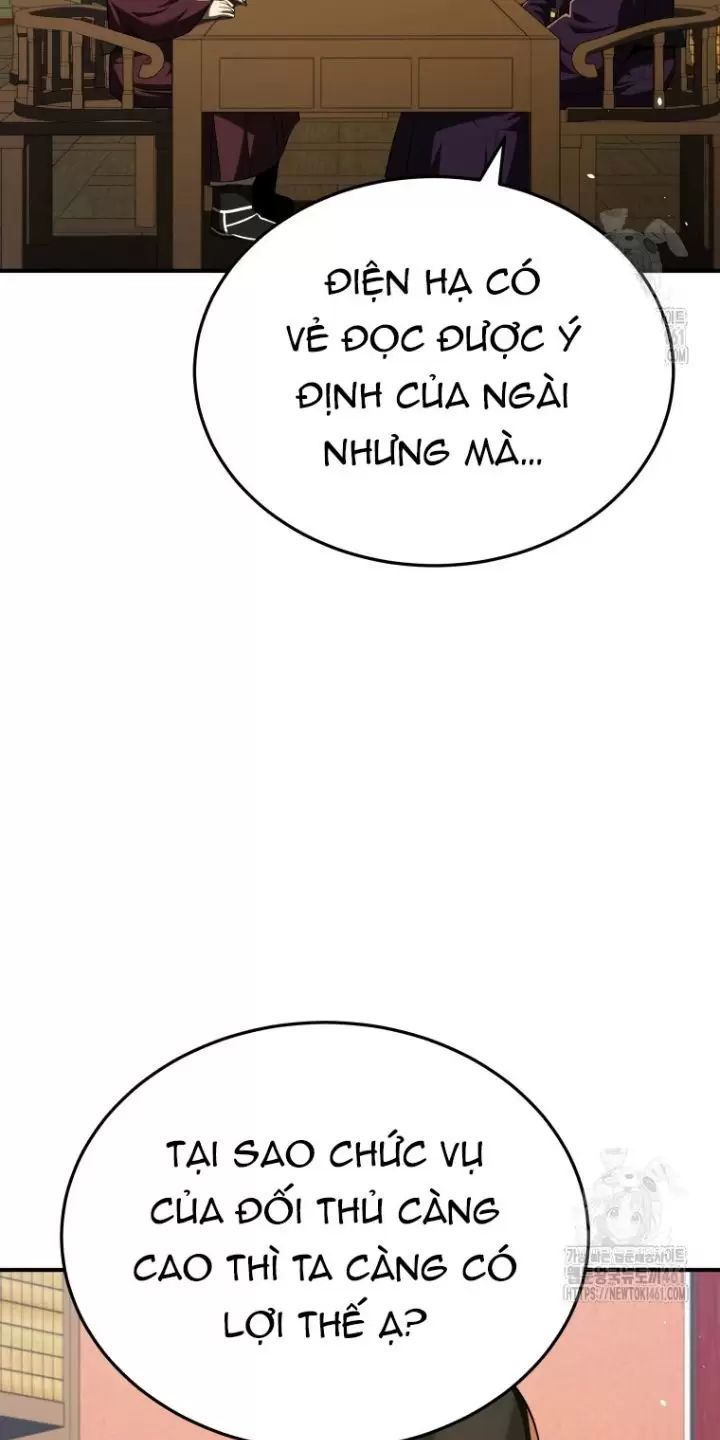 ĐIỆN HẠ CÓ
VẺ ĐỌC ĐƯỢC Ý
ĐỊNH CỦA NGÀI
NHƯNG MÀ...
TẠI SAO CHỨC VỤ
CỦA ĐỐI THỦ CÀNG
CAO THÌ TA CÀNG CÓ
LỢI THẾ Ạ?
HTTPS://NEWTOKI461.COM